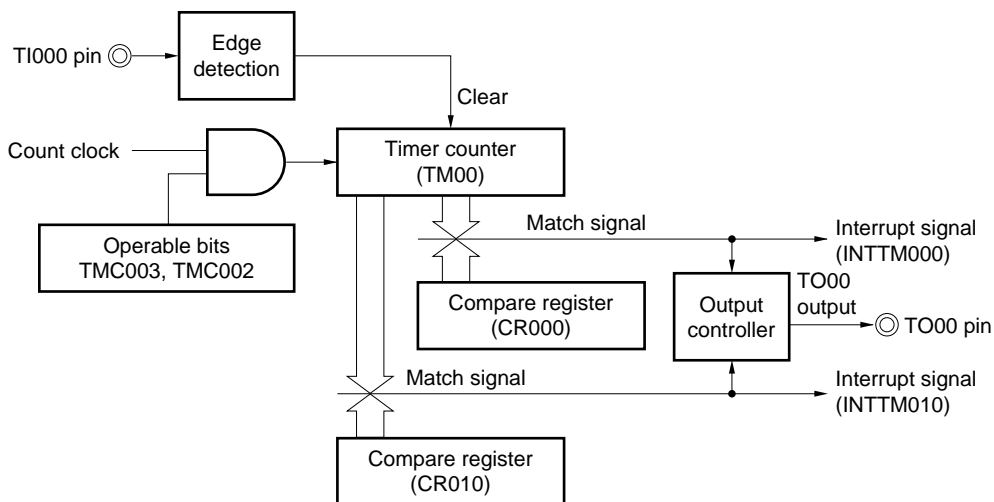 TI000 pin
Edge
detection
Clear
Count clock
Timer counter
(TM00)
Operable bits
TMC003, TMC002
Match signal
Interrupt signal
(INTTM000)
Compare register
(CR000)
Output
controller
TO00
output
TO00 pin
Match signal
Interrupt signal
(INTTM010)
Compare register
(CR010)